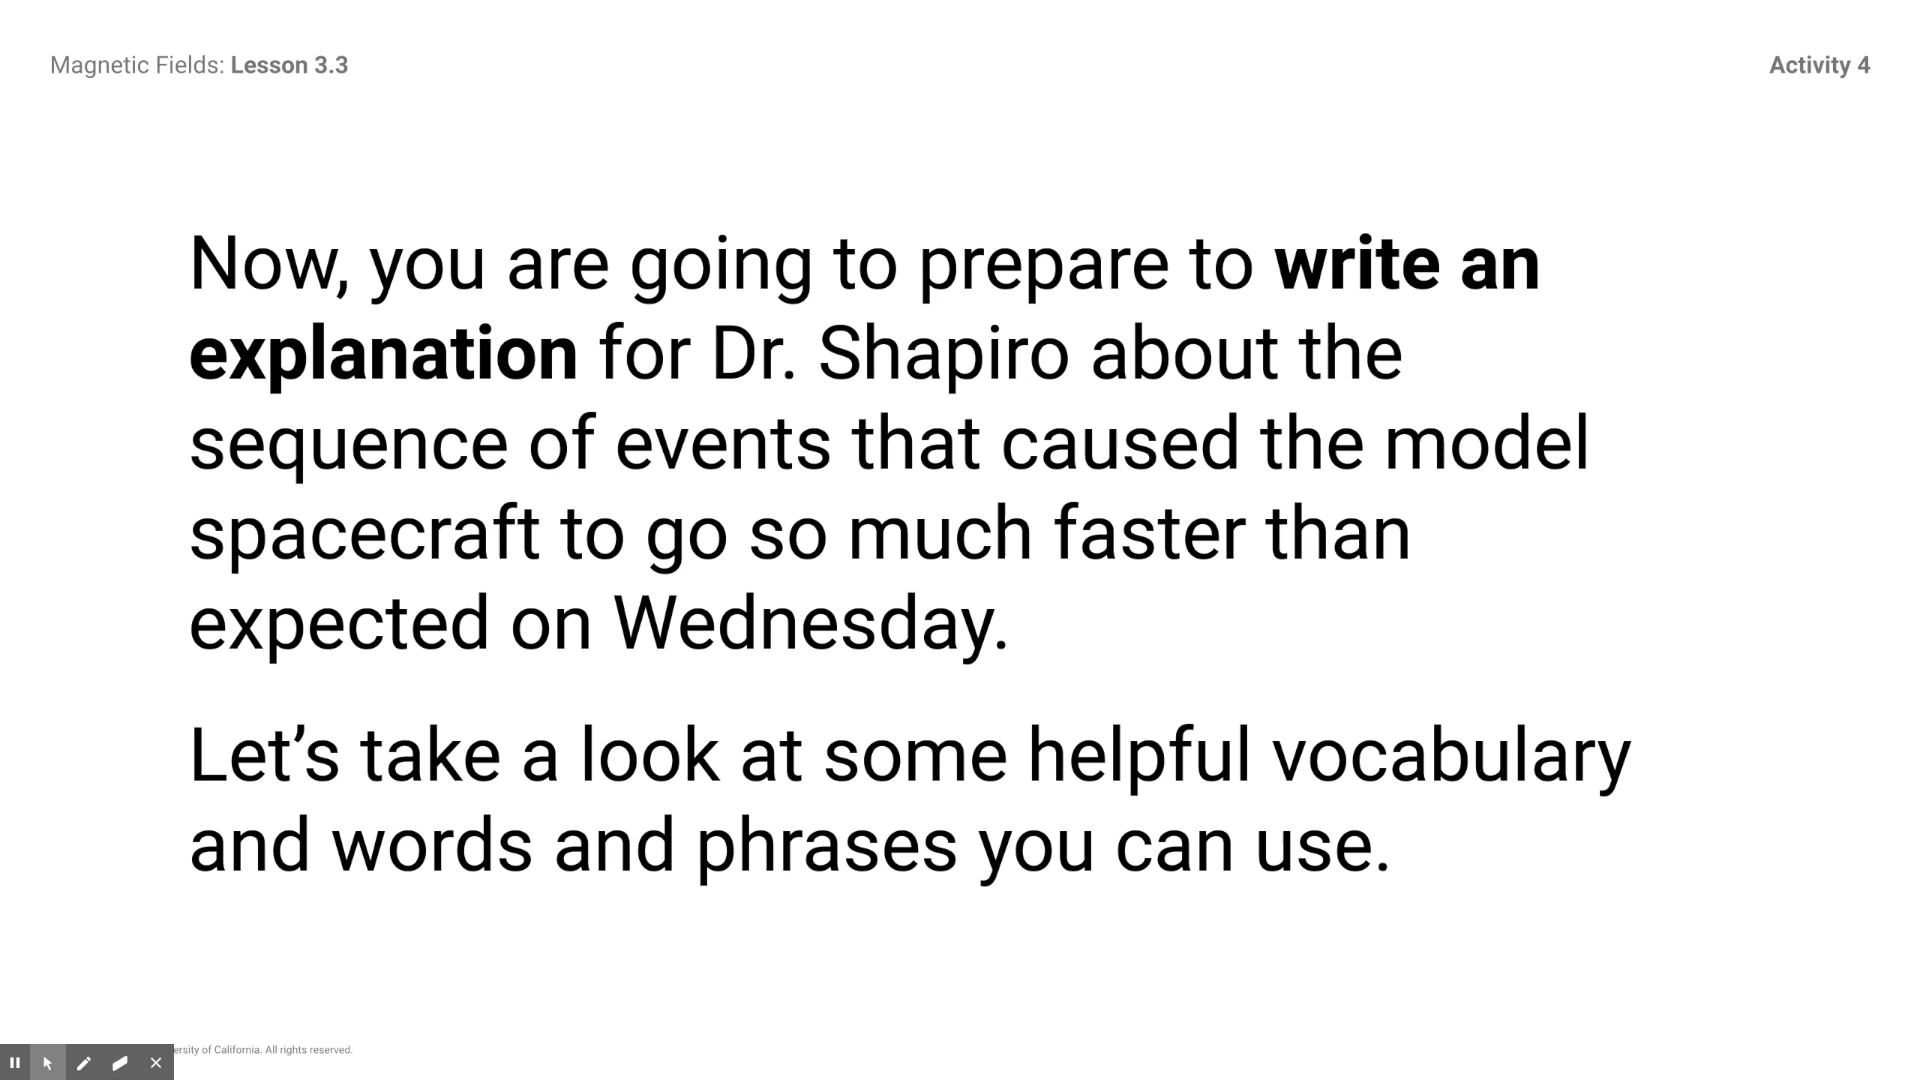 Magnetic Fields: Lesson 3.3
Activity 4
Now, you are going to prepare to write an
explanation for Dr. Shapiro about the
sequence of events that caused the model
spacecraft to go so much faster than
expected on Wednesday.
Let’s take a look at some helpful vocabulary
and words and phrases you can use.
of California. All rights reserved.